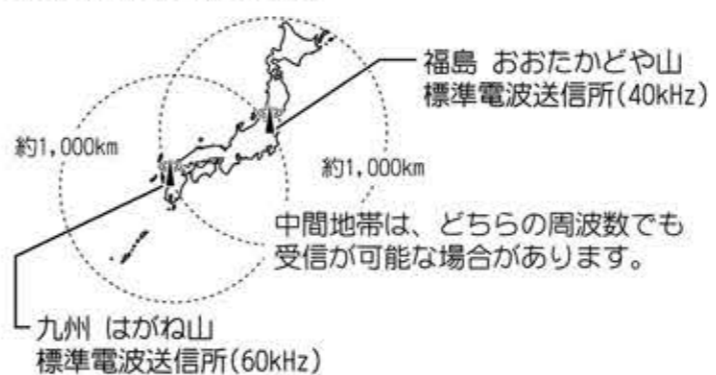 福島 おおたかどや山
標準電波送信所(40kHz)
約1,000km
約1,000km
中間地帯は、どちらの周波数でも
受信が可能な場合があります。
九州 はがね山
標準電波送信所(60kHz)